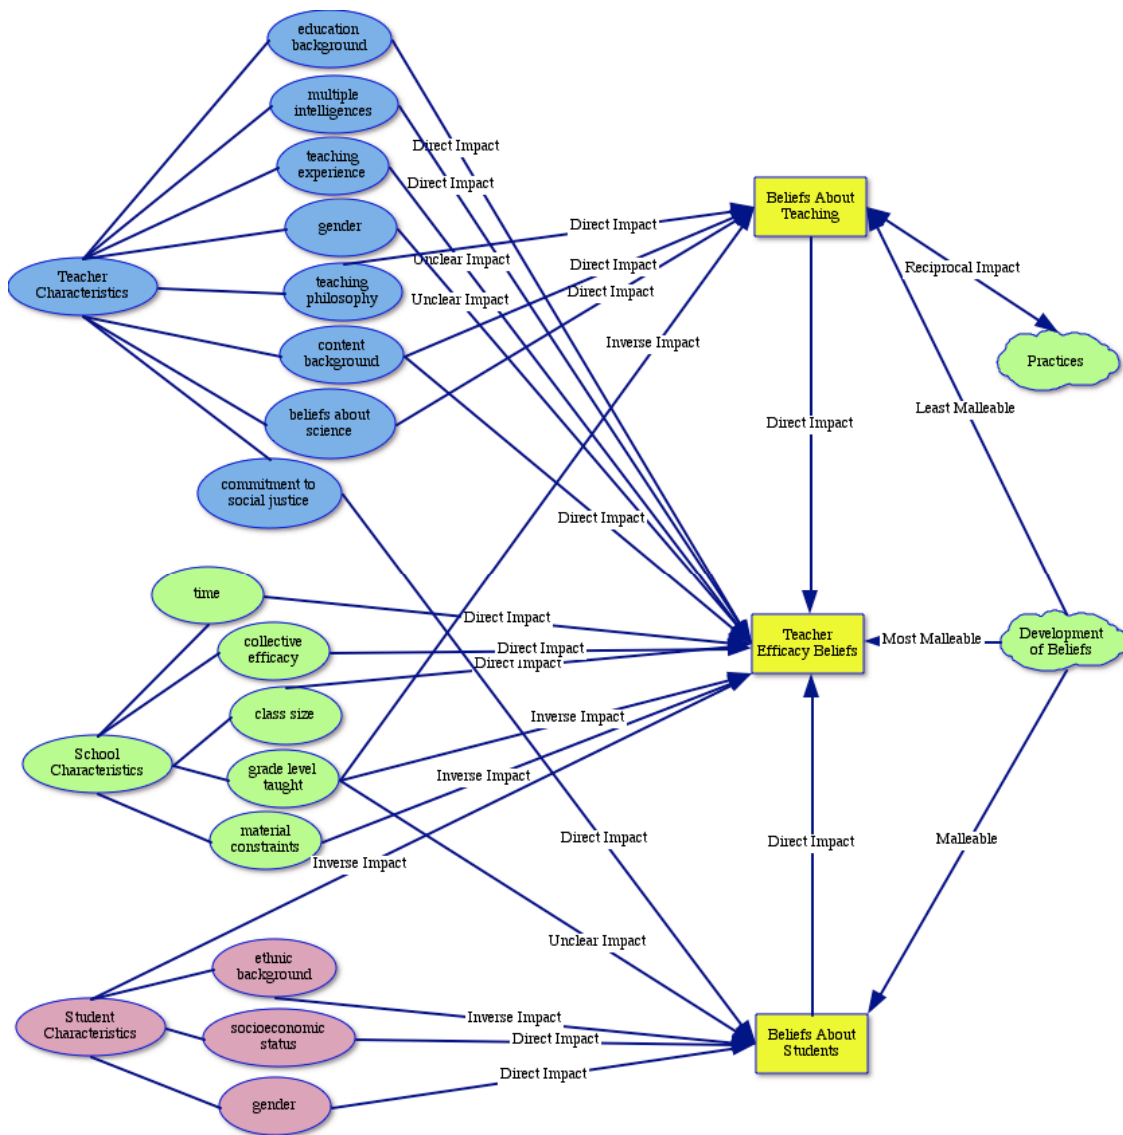 education
background
multiple
intelligences
teaching
experience
gender
teaching
philosophy
content
background
beliefs about
science
commitment to
social justice
Teacher
Characteristics
Direct Impact
Direct Impact
Unclear Impact
Unclear Impact
Direct Impact
Direct Impact
Direct Impact
Inverse Impact
Direct Impact
Beliefs About
Teaching
Reciprocal Impact
Practices
Least Malleable
Direct Impact
time
collective
efficacy
class size
grade level
taught
material
constraints
School
Characteristics
Direct Impact
Direct Impact
Direct Impact
Inverse Impact
Inverse Impact
Inverse Impact
Direct Impact
Unclear Impact
Teacher
Efficacy Beliefs
Most Malleable
Development
of Beliefs
Malleable
Direct Impact
ethnic
background
socioeconomic
status
gender
Student
Characteristics
Inverse Impact
Direct Impact
Direct Impact
Beliefs About
Students